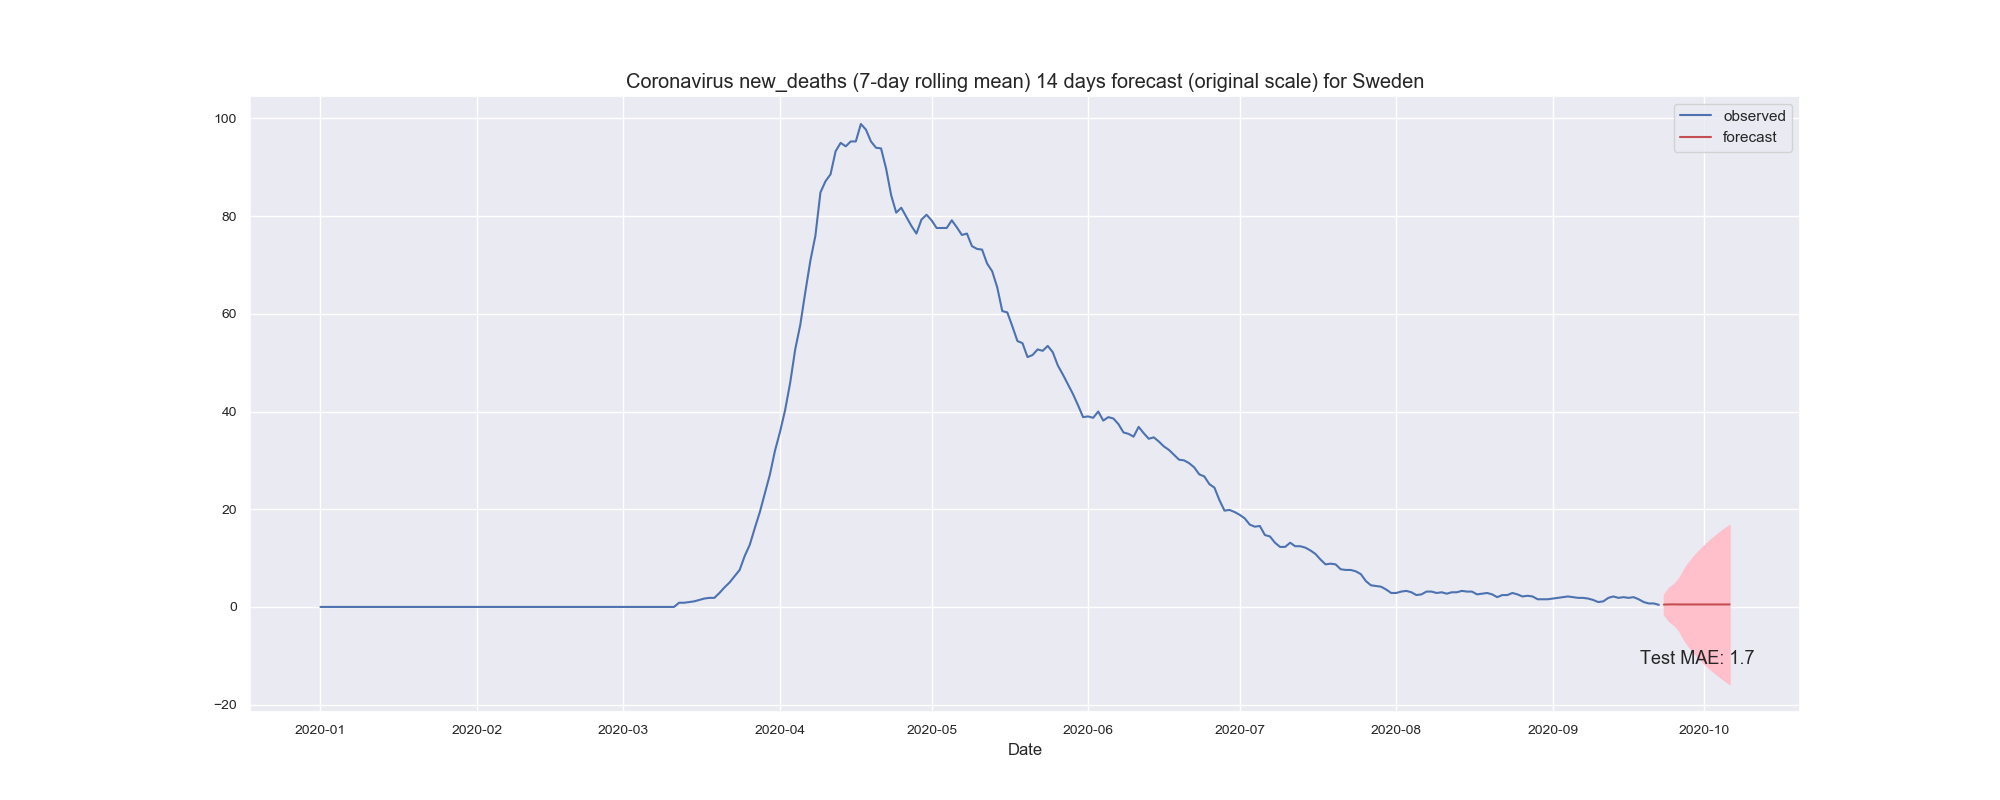 Coronavirus new_deaths (7-day rolling mean) 14 days forecast (original scale) for Sweden
observed
forecast
100
80
60
40
20
0
−20
Test MAE: 1.7
2020-01 2020-02 2020-03 2020-04 2020-05 2020-06 2020-07 2020-08 2020-09 2020-10
Date